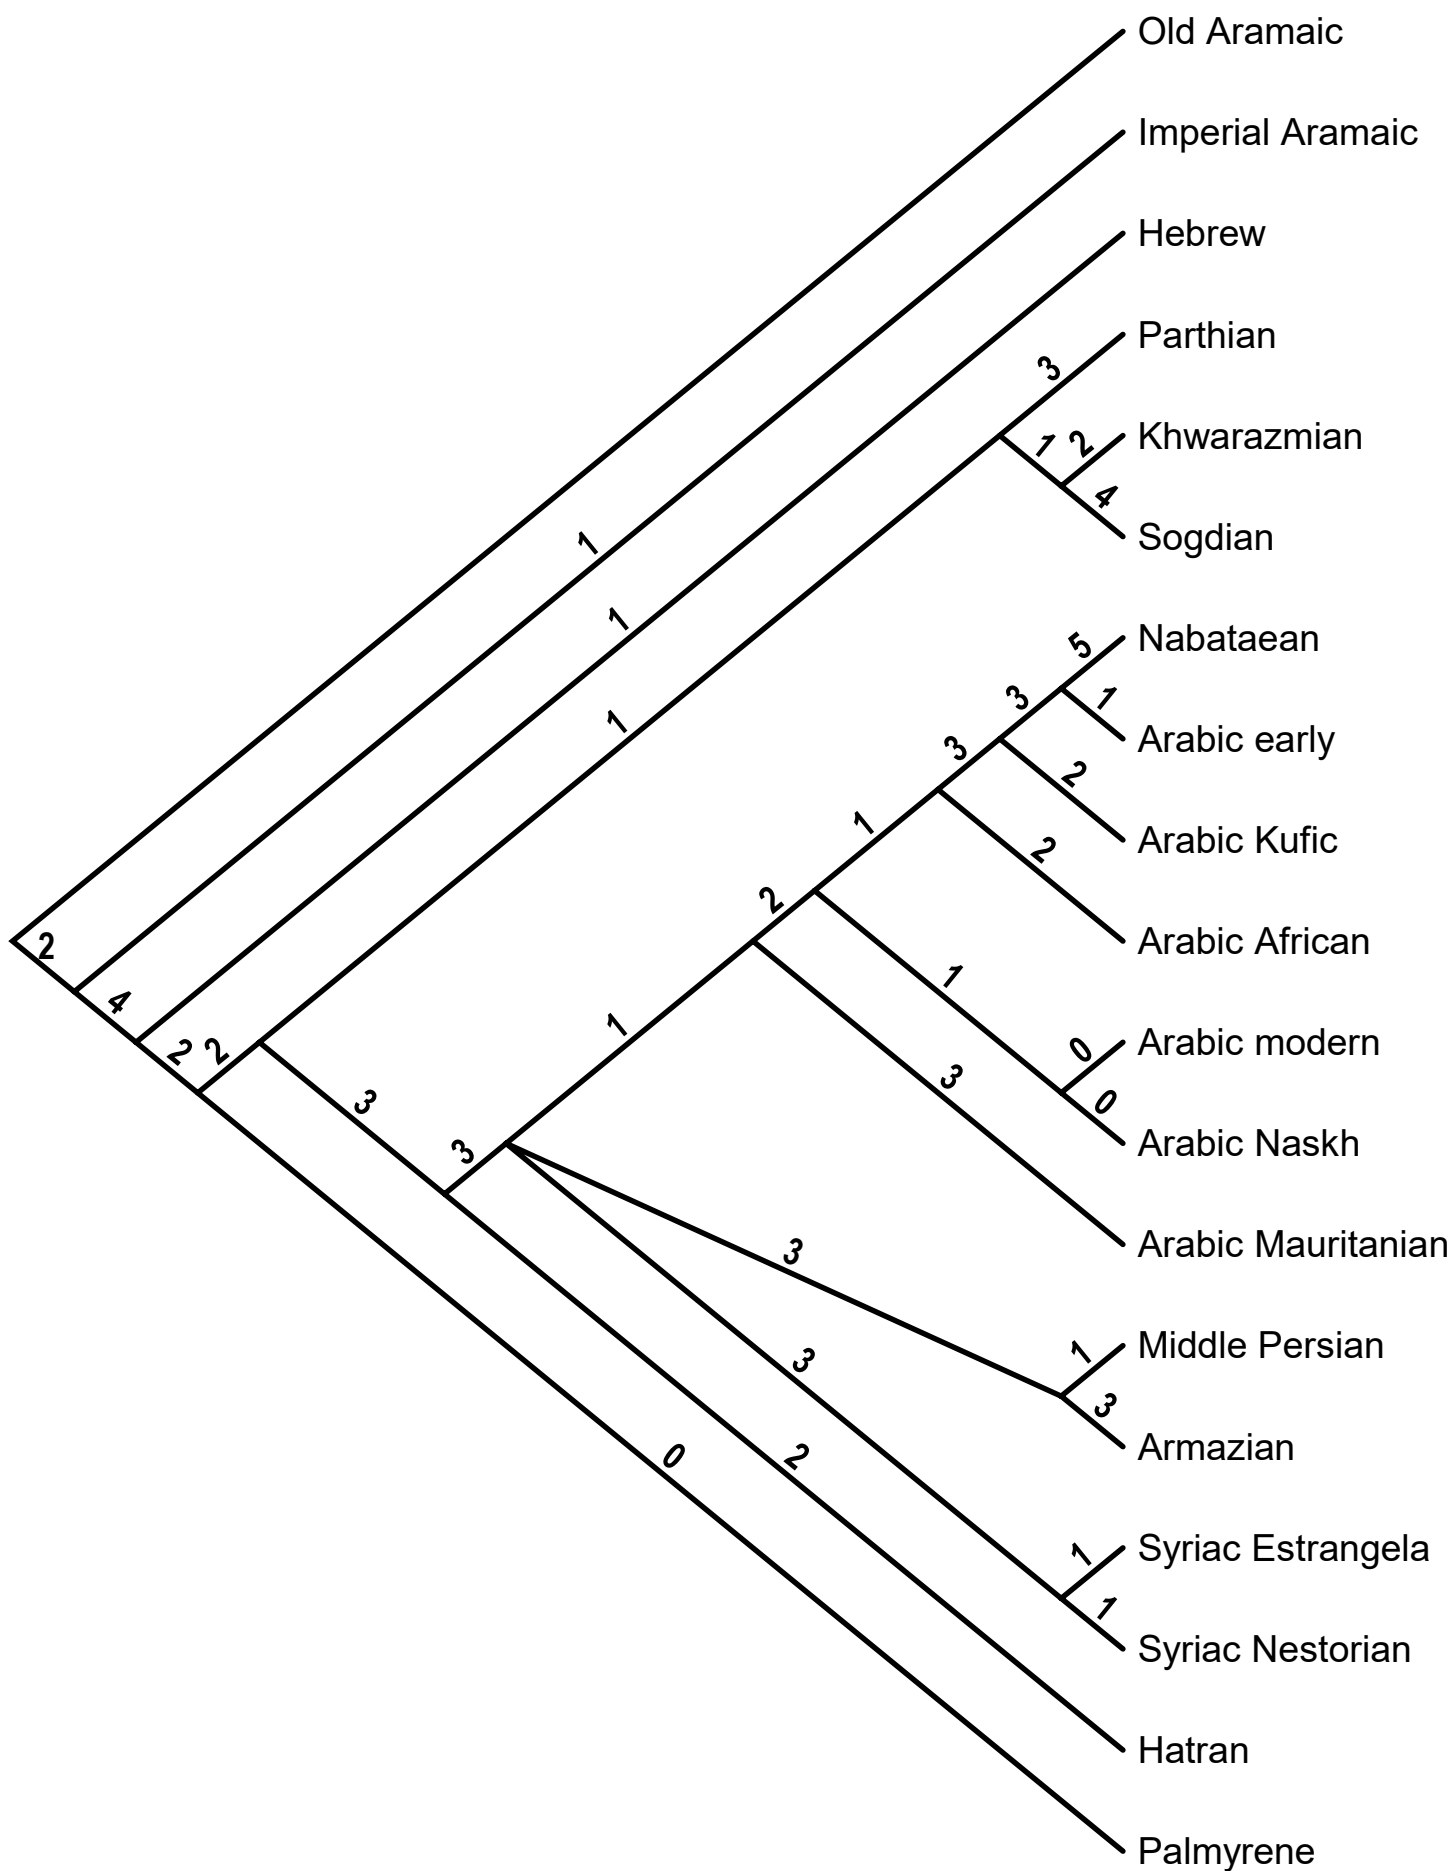 Old Aramaic
Imperial Aramaic
Hebrew
3 Parthian
1 2 Khwarazmian
4
1 Sogdian
1
5 Nabataean
3 1
1 3 Arabic early
2
1 2 Arabic Kufic
2
2 Arabic African
1
4 2 2 1 0 Arabic modern
3 3 0
3 Arabic Naskh
3 Arabic Mauritanian
3 1 Middle Persian
3
0 2 Armazian
1 Syriac Estrangela
1
Syriac Nestorian
Hatran
Palmyrene